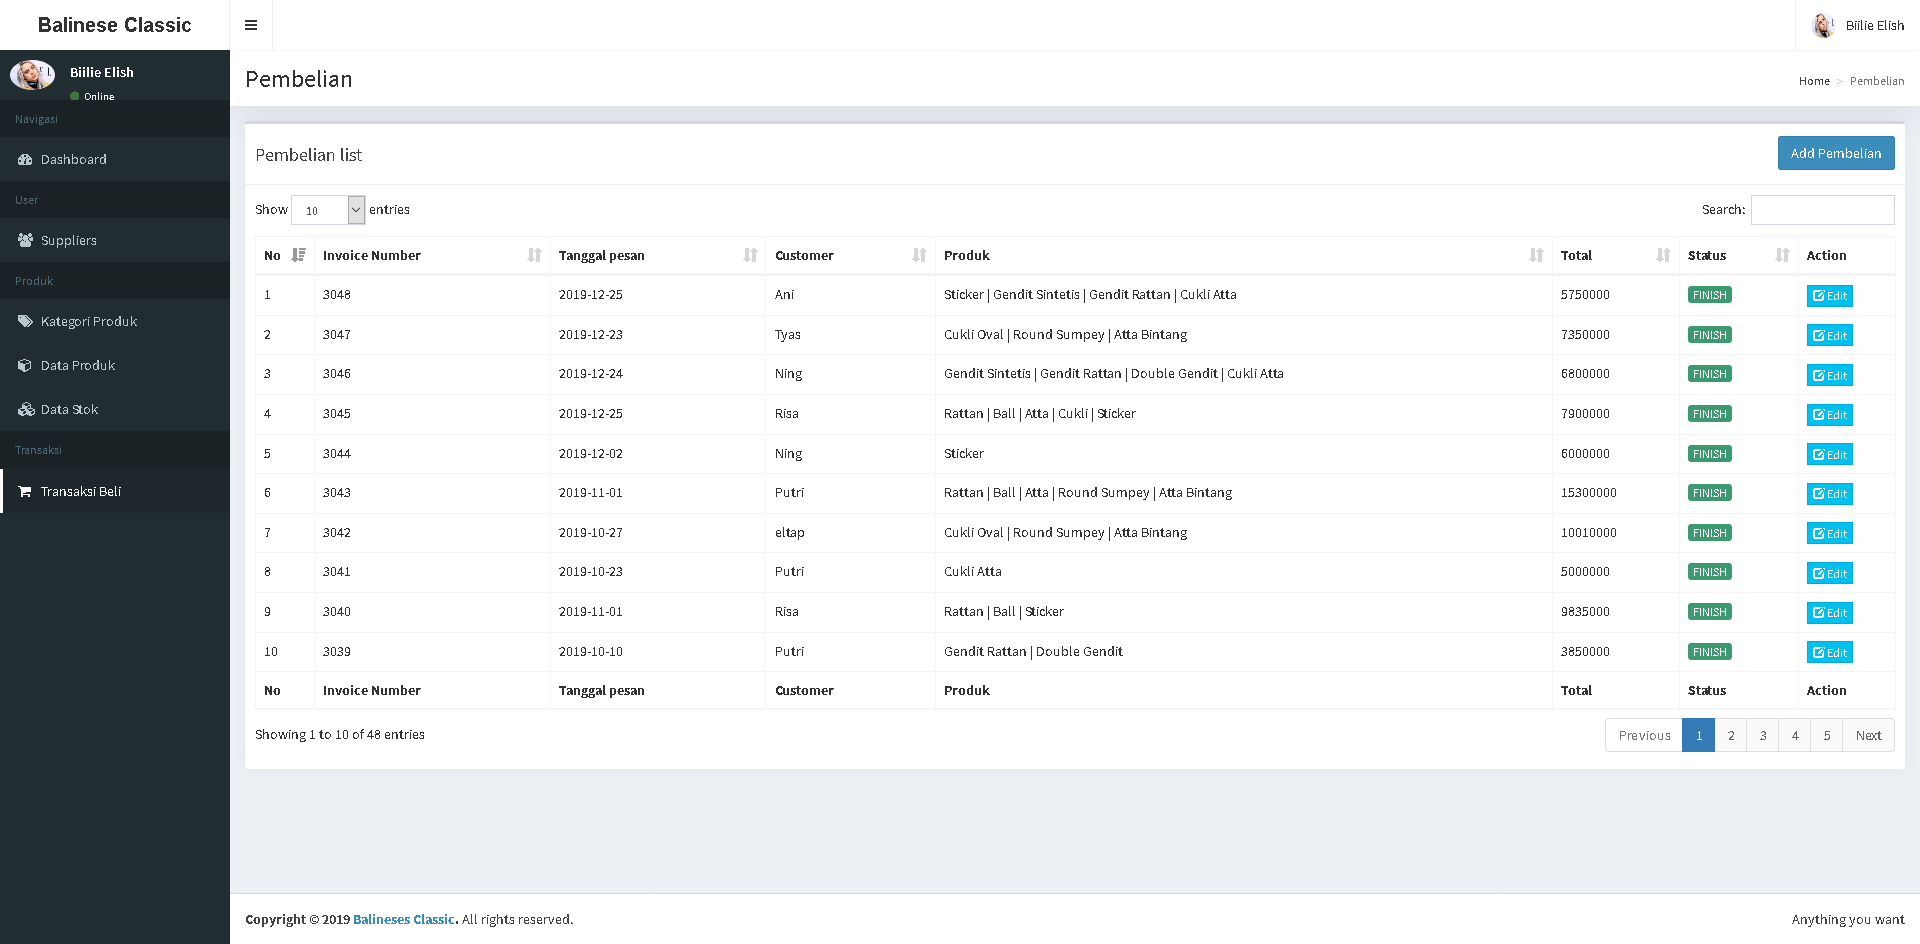 Balinese Classic
Biilie Elish
Biilie Elish
Online
Navigasi
Dashboard
User
Suppliers
Produk
Kategori Produk
Data Produk
Data Stok
Transaksi
Transaksi Beli
Pembelian
Home > Pembelian
Pembelian list
Add Pembelian
Show 10 entries
Search:
No Invoice Number Tanggal pesan Customer Produk Total Status Action
1 3048 2019-12-25 Ani Sticker | Gendit Sintetis | Gendit Rattan | Cukli Atta 5750000 FINISH Edit
2 3047 2019-12-23 Tyas Cukli Oval | Round Sumpey | Atta Bintang 7350000 FINISH Edit
3 3046 2019-12-24 Ning Gendit Sintetis | Gendit Rattan | Double Gendit | Cukli Atta 6800000 FINISH Edit
4 3045 2019-12-25 Risa Rattan | Ball | Atta | Cukli | Sticker 7900000 FINISH Edit
5 3044 2019-12-02 Ning Sticker 6000000 FINISH Edit
6 3043 2019-11-01 Putri Rattan | Ball | Atta | Round Sumpey | Atta Bintang 15300000 FINISH Edit
7 3042 2019-10-27 eltap Cukli Oval | Round Sumpey | Atta Bintang 10010000 FINISH Edit
8 3041 2019-10-23 Putri Cukli Atta 5000000 FINISH Edit
9 3040 2019-11-01 Risa Rattan | Ball | Sticker 9835000 FINISH Edit
10 3039 2019-10-10 Putri Gendit Rattan | Double Gendit 3850000 FINISH Edit
No Invoice Number Tanggal pesan Customer Produk Total Status Action
Showing 1 to 10 of 48 entries
Previous 1 2 3 4 5 Next
Copyright © 2019 Balineses Classic. All rights reserved.
Anything you want